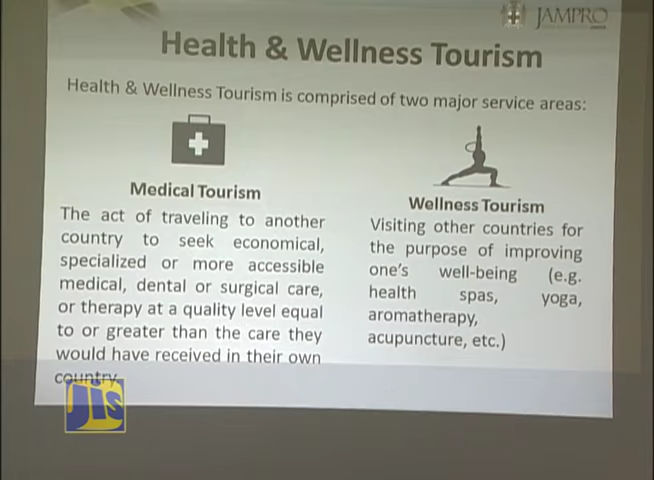 JAMPRO
Health & Wellness Tourism
Health & Wellness Tourism is comprised of two major service areas:
Medical Tourism
The act of traveling to another
country to seek economical,
specialized or more accessible
medical, dental or surgical care,
or therapy at a quality level equal
to or greater than the care they
would have received in their own
country.
Wellness Tourism
Visiting other countries for
the purpose of improving
one's well-being (e.g.
health spas, yoga,
aromatherapy,
acupuncture, etc.)
JIS